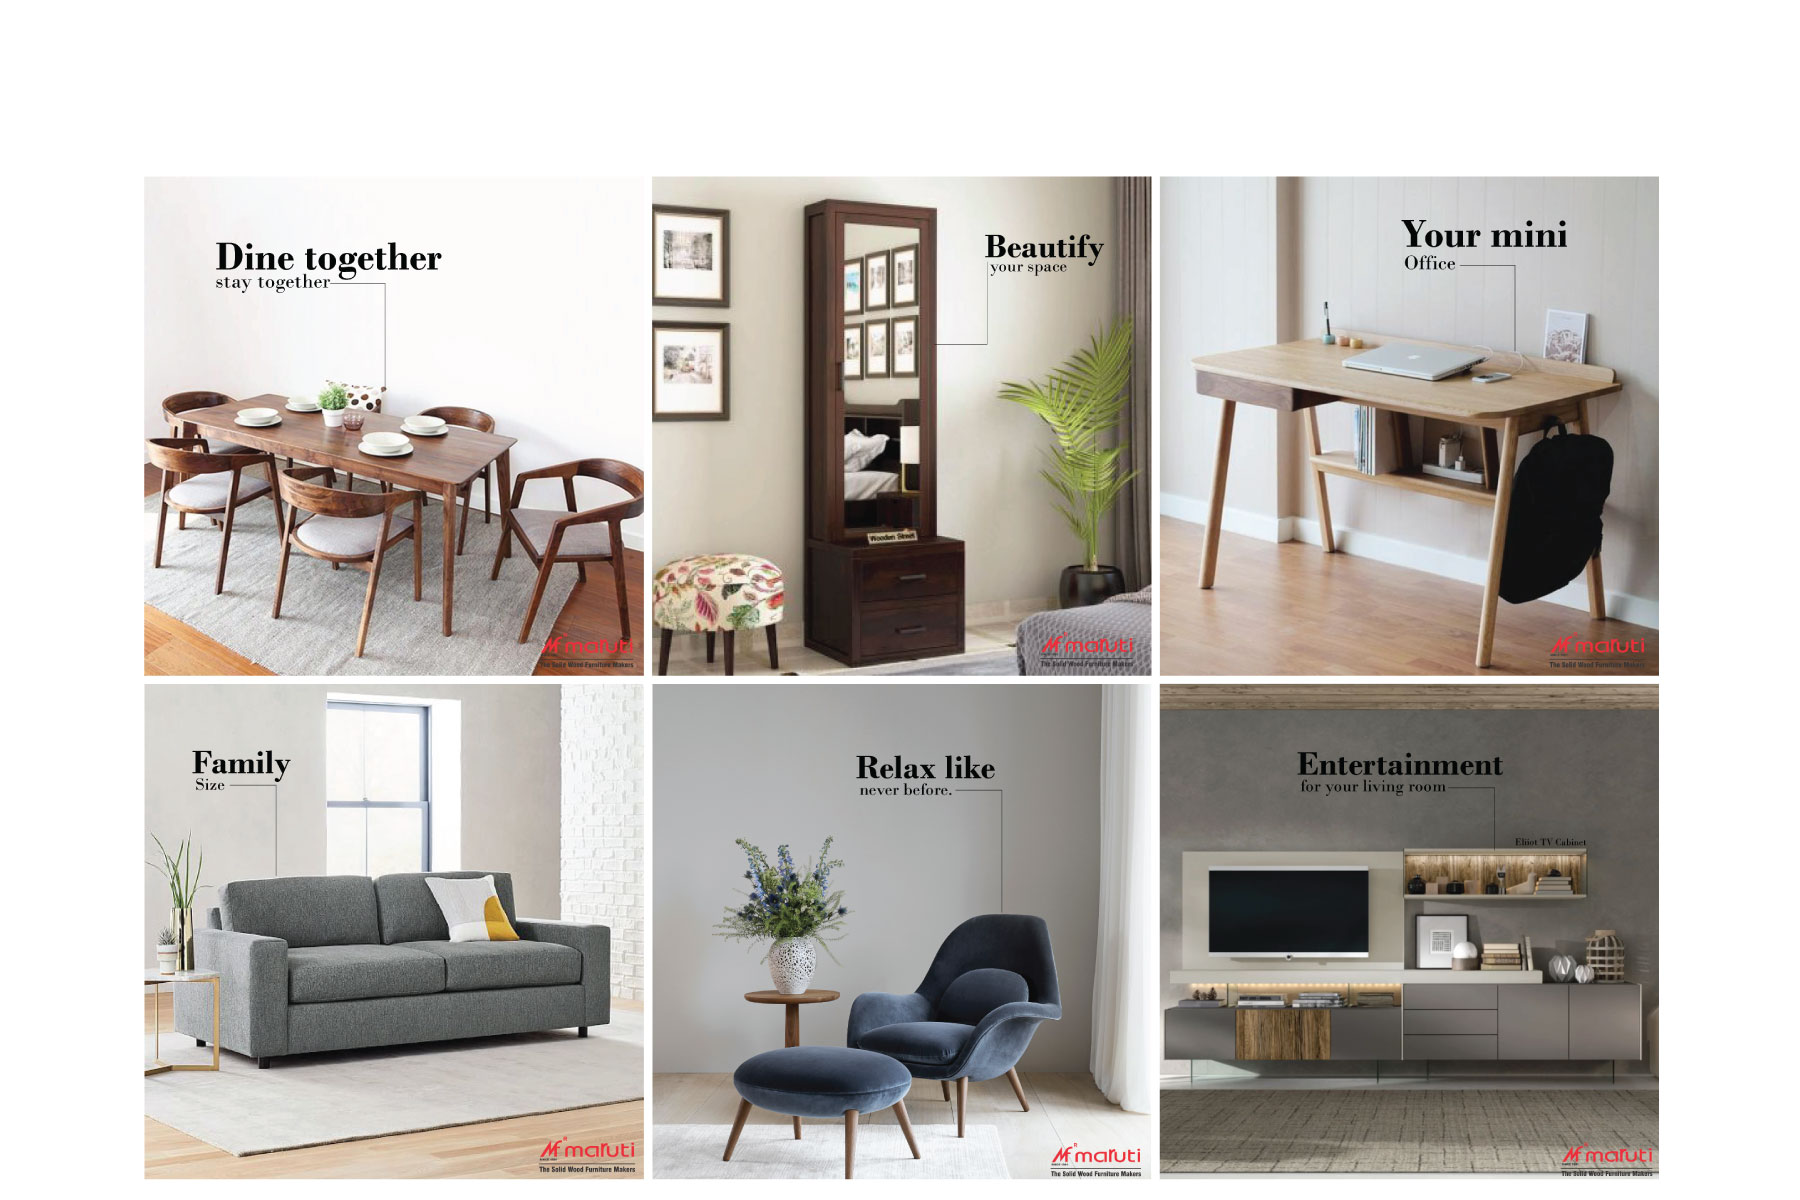 Dine together
stay together
maruti
The Solid Wood Furniture Makers
Beautify
your space
Wooden Street
maruti
The Solid Wood Furniture Makers
Your mini
Office
maruti
The Solid Wood Furniture Makers
Family
Size
maruti
The Solid Wood Furniture Makers
Relax like
never before.
maruti
The Solid Wood Furniture Makers
Entertainment
for your living room
TV Cabinet
maruti
The Solid Wood Furniture Makers